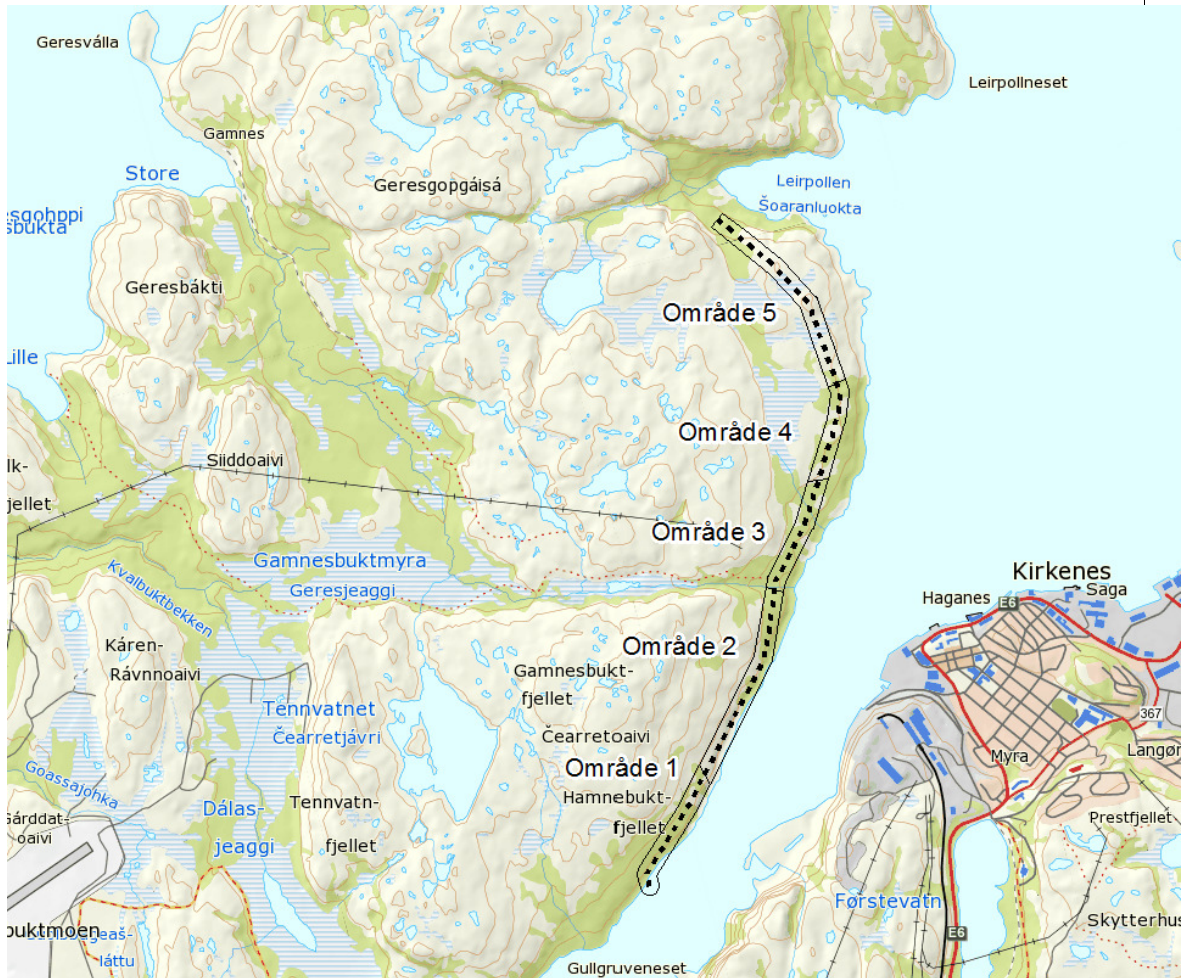 Geresválla
Leirpollneset
Gamnes
Store
Leirpollen
Geresgopgáisá
Šoaranluokta
esgohppi
sbukta
Geresbákti
Område 5
Lille
Område 4
Siiddoaivi
lk-
fjellet
Område 3
Gamnesbuktmyra
Geresjeaggi
Kirkenes
Kvalbuktbekken
Haganes
E6
Saga
Káren-
Rávnnoaivi
Område 2
Gamnesbukt-
fjellet
Tennvatnet
Čearretjávri
Čearretoaivi
367
Myra
Langør
Område 1
Goassajohka
Hamnebukt-
fjellet
Dálas-
jeaggi
Tennvatn-
fjellet
Gárddat-
oaivi
Prestfjellet
Førstevatn
Skytterhus
E6
buktmoen
láttu
Gullgruveneset